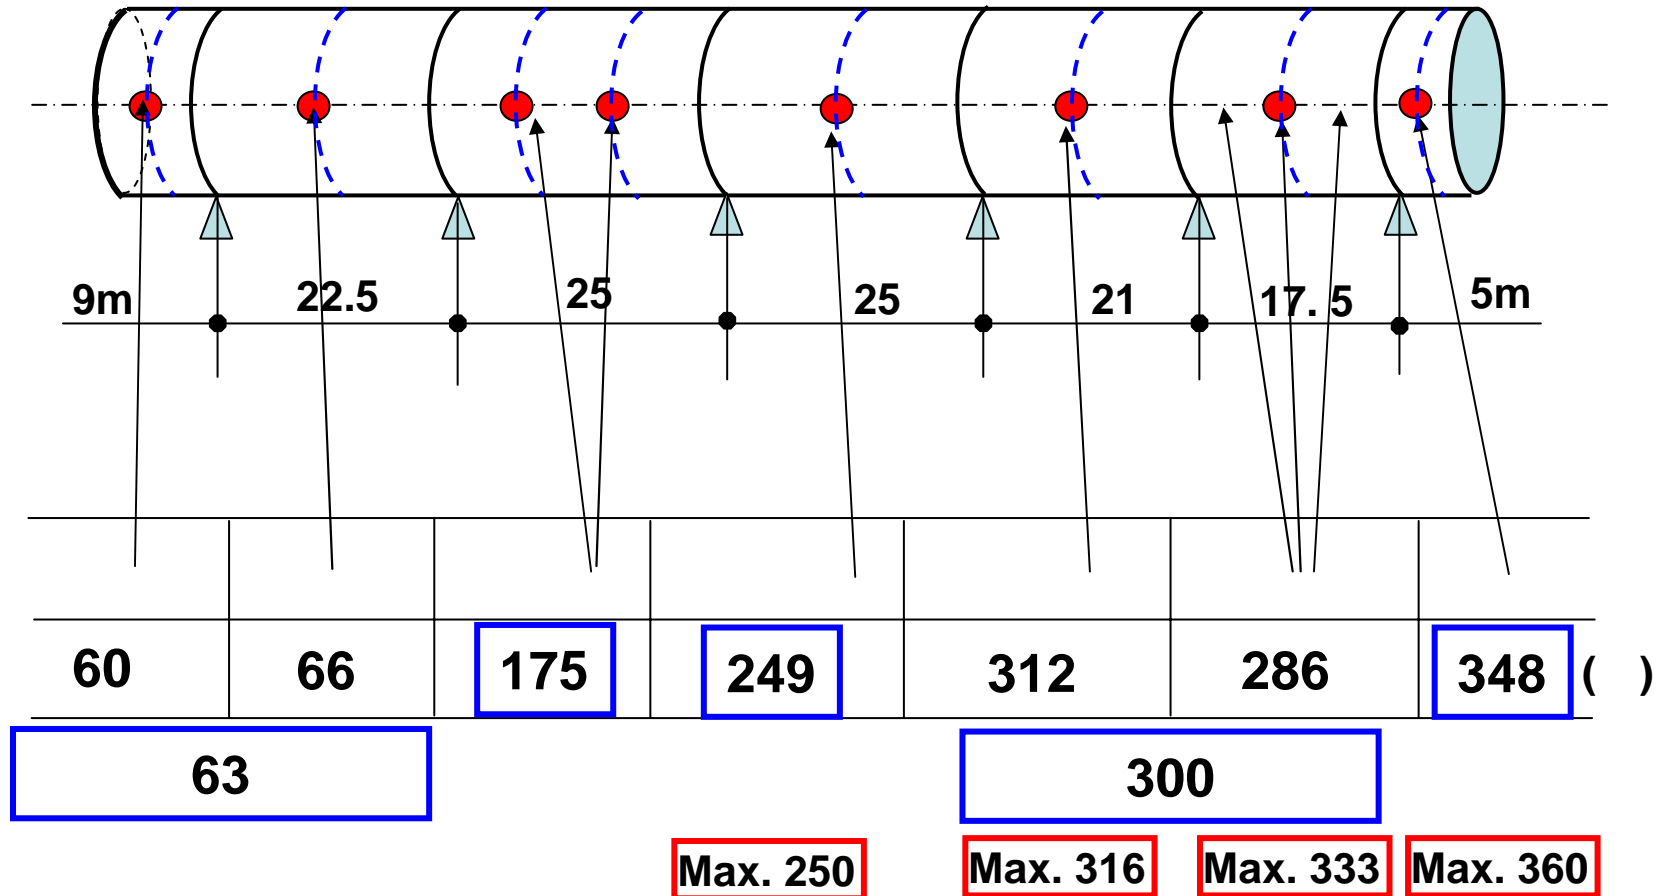 9m 22.5 25 25 21 17. 5 5m
60 66 175 249 312 286 348 ( )
63 300
Max. 250 Max. 316 Max. 333 Max. 360